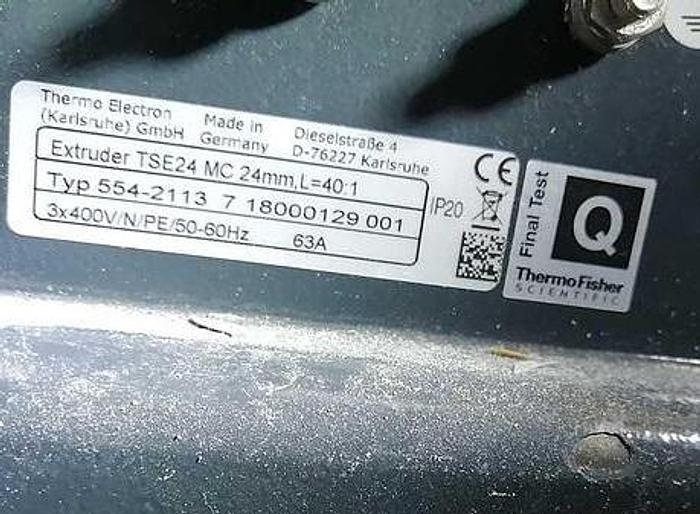 Thermo Electron
(Karlsruhe) GmbH
Made in
Germany
Dieselstraße 4
D-76227 Karlsruhe
Extruder TSE24 MC 24mm,L=40:1
Typ 554-2113 7 18000129 001
3x400V/N/PE/50-60Hz 63A
IP20
CE
Final Test
Q
ThermoFisher
SCIENTIFIC